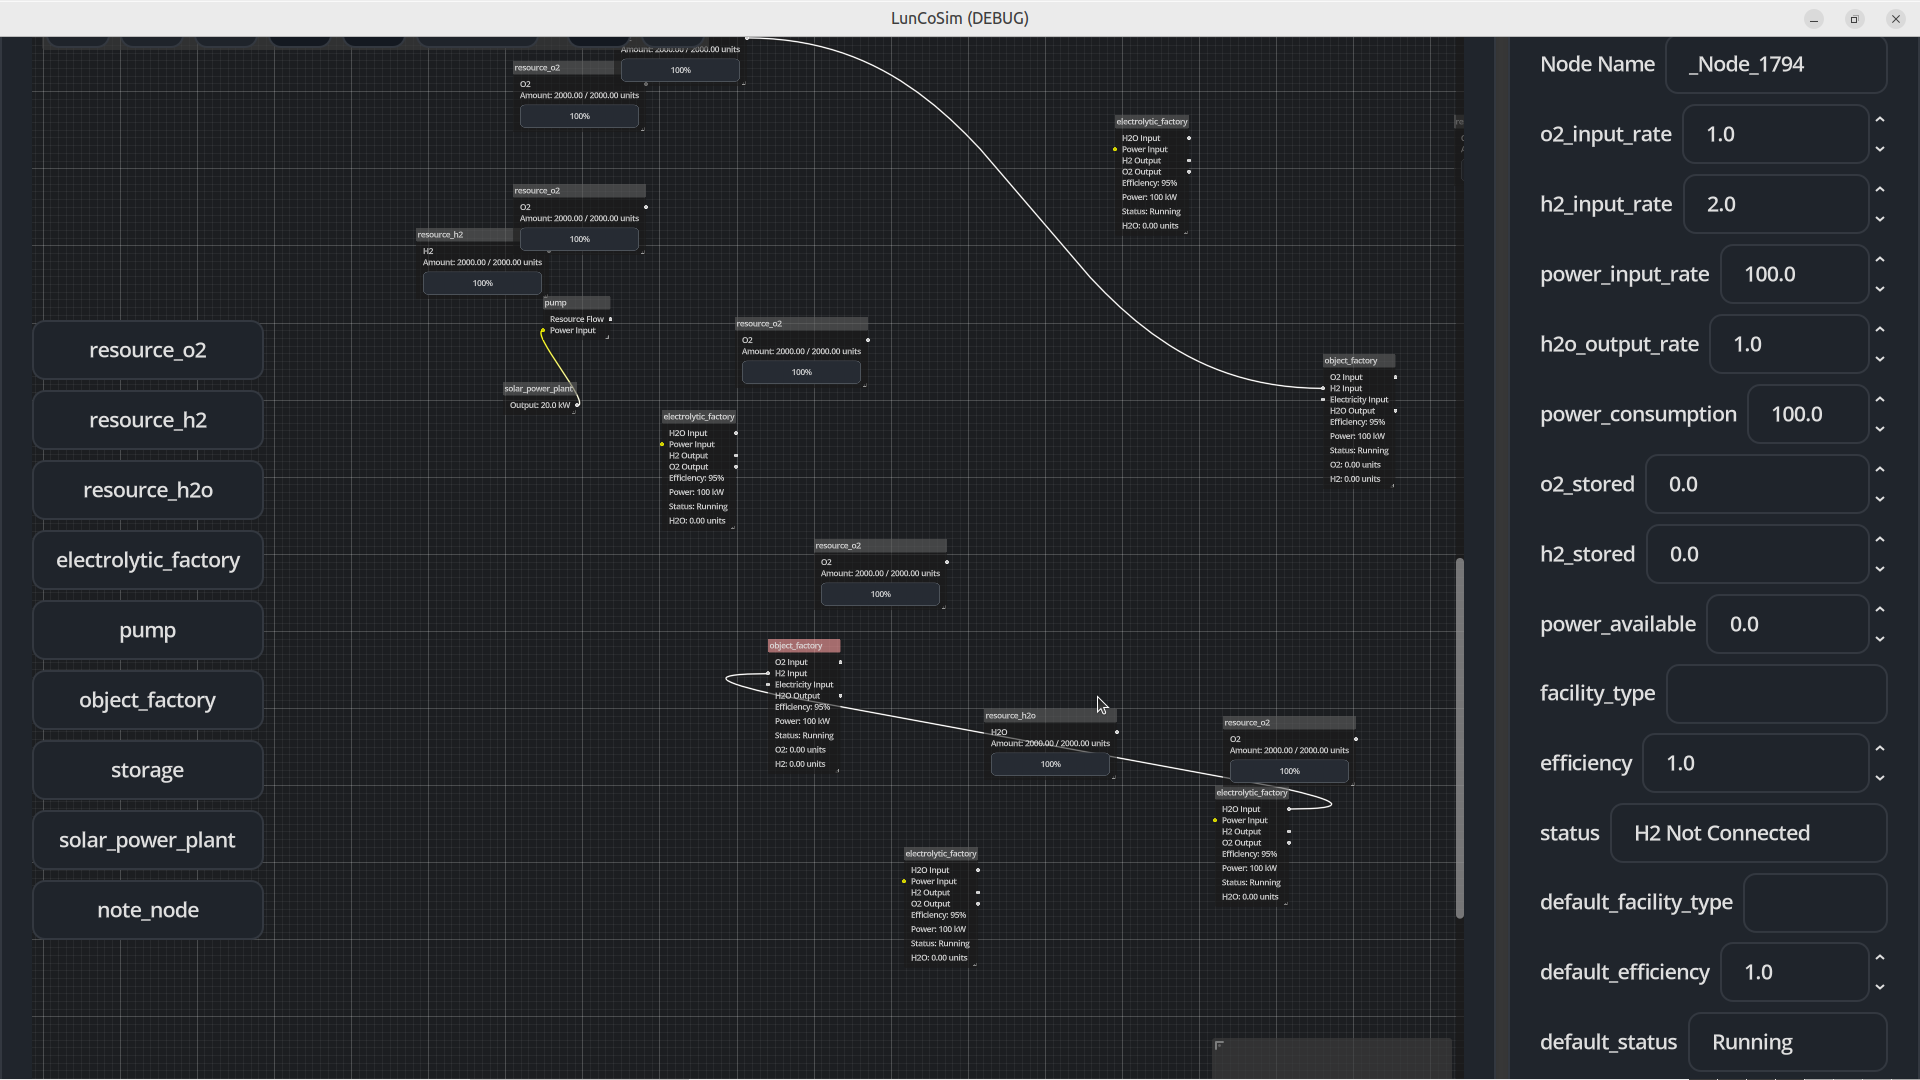 LunCoSim (DEBUG)
Amount: 2000.00 / 2000.00 units
100%
resource_o2
O2
Amount: 2000.00 / 2000.00 units
100%
electrolytic_factory
H2O Input
Power Input
H2 Output
O2 Output
Efficiency: 95%
Power: 100 kW
Status: Running
H2O: 0.00 units
resource_o2
O2
Amount: 2000.00 / 2000.00 units
100%
resource_h2
H2
Amount: 2000.00 / 2000.00 units
100%
pump
Resource Flow
Power Input
resource_o2
O2
Amount: 2000.00 / 2000.00 units
100%
solar_power_plant
Output: 20.0 kW
object_factory
O2 Input
H2 Input
Electricity Input
H2O Output
Efficiency: 95%
Power: 100 kW
Status: Running
O2: 0.00 units
H2: 0.00 units
electrolytic_factory
H2O Input
Power Input
H2 Output
O2 Output
Efficiency: 95%
Power: 100 kW
Status: Running
H2O: 0.00 units
resource_o2
O2
Amount: 2000.00 / 2000.00 units
100%
object_factory
O2 Input
H2 Input
Electricity Input
H2O Output
Efficiency: 95%
Power: 100 kW
Status: Running
O2: 0.00 units
H2: 0.00 units
resource_h2o
H2O
Amount: 2000.00 / 2000.00 units
100%
resource_o2
O2
Amount: 2000.00 / 2000.00 units
100%
electrolytic_factory
H2O Input
Power Input
H2 Output
O2 Output
Efficiency: 95%
Power: 100 kW
Status: Running
H2O: 0.00 units
electrolytic_factory
H2O Input
Power Input
H2 Output
O2 Output
Efficiency: 95%
Power: 100 kW
Status: Running
H2O: 0.00 units
resource_o2
resource_h2
resource_h2o
electrolytic_factory
pump
object_factory
storage
solar_power_plant
note_node
Node Name _Node_1794
o2_input_rate 1.0
h2_input_rate 2.0
power_input_rate 100.0
h2o_output_rate 1.0
power_consumption 100.0
o2_stored 0.0
h2_stored 0.0
power_available 0.0
facility_type
efficiency 1.0
status H2 Not Connected
default_facility_type
default_efficiency 1.0
default_status Running